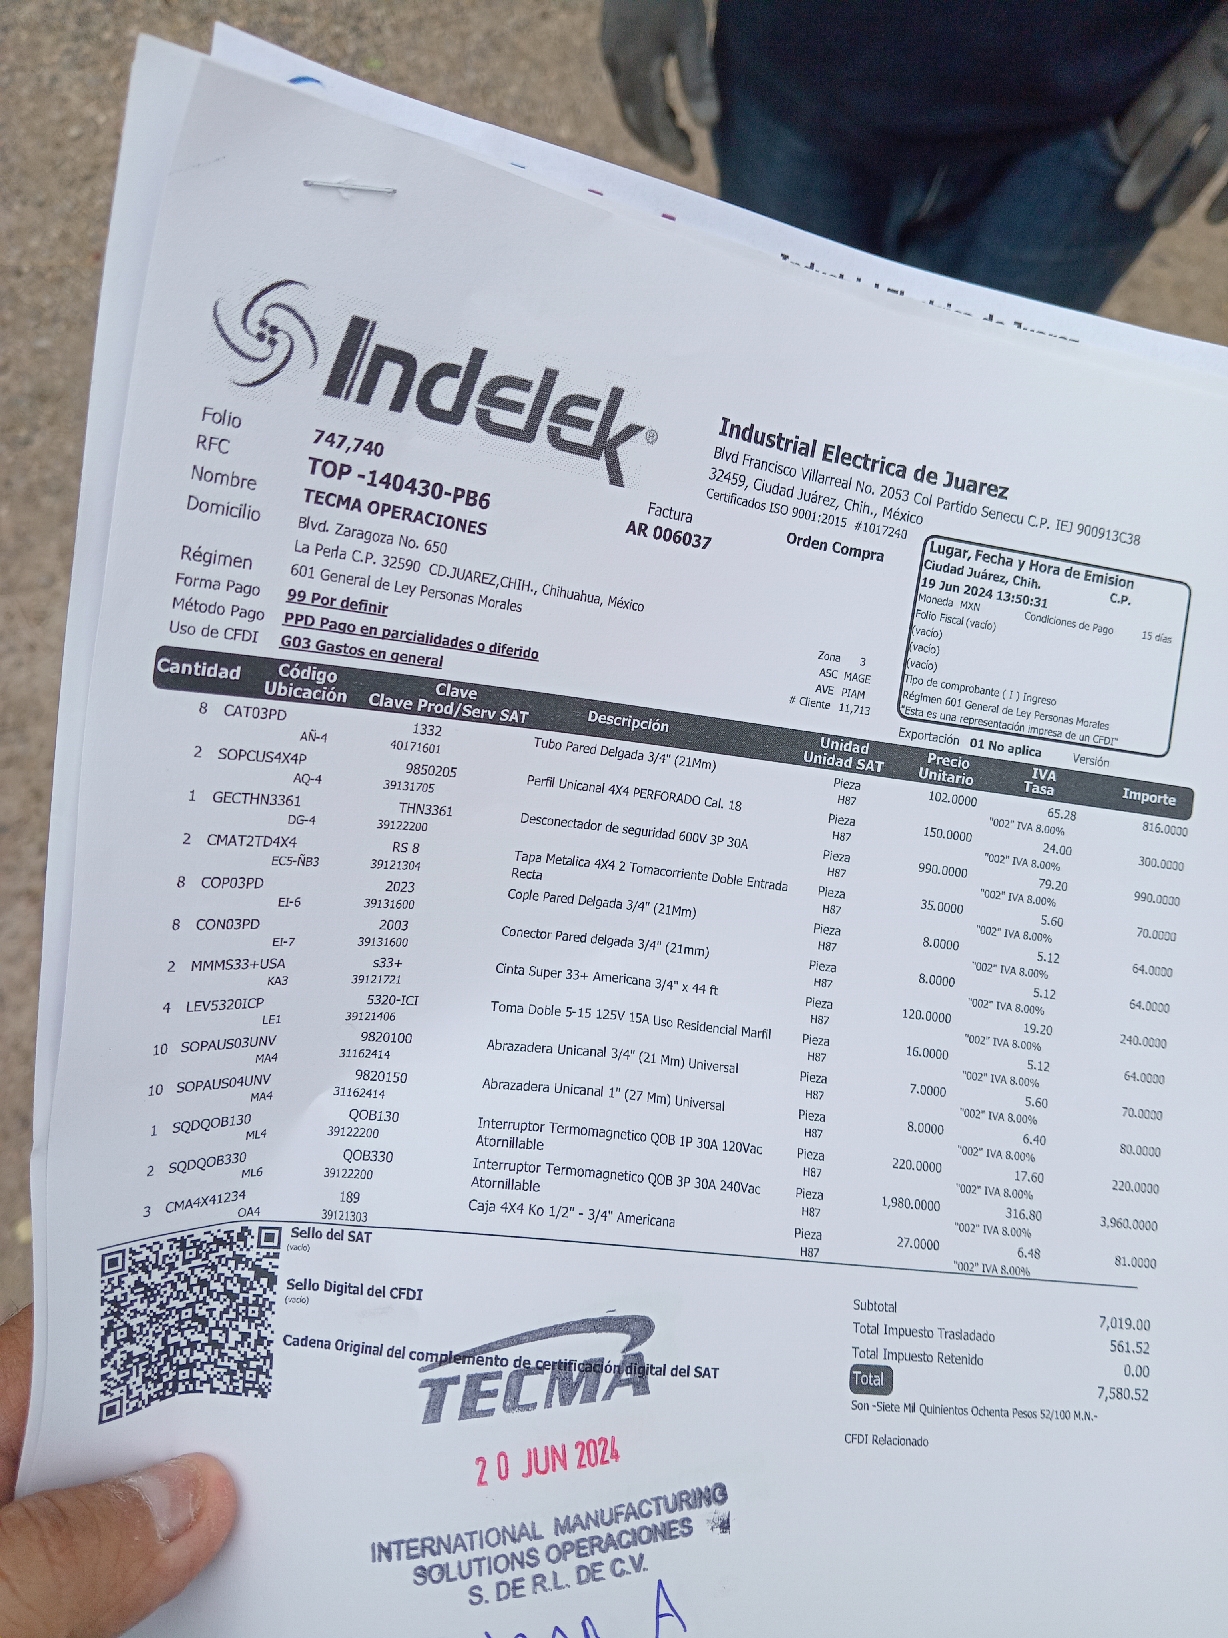 Indelek®
Industrial Electrica de Juarez
Blvd Francisco Villarreal No. 2053 Col Partido Senecu C.P. IEJ 900913C38
32459, Ciudad Juárez, Chih., México
Certificados ISO 9001:2015 #1017240
Folio 747,740
RFC TOP -140430-PB6
Nombre TECMA OPERACIONES
Domicilio Blvd. Zaragoza No. 650
La Perla C.P. 32590 CD.JUAREZ,CHIH., Chihuahua, México
Régimen 601 General de Ley Personas Morales
Forma Pago 99 Por definir
Método Pago PPD Pago en parcialidades o diferido
Uso de CFDI G03 Gastos en general
Factura
AR 006037
Orden Compra
Lugar, Fecha y Hora de Emision
Ciudad Juárez, Chih. C.P.
19 Jun 2024 13:50:31
Moneda MXN Condiciones de Pago 15 días
Folio Fiscal (vacío)
(vacío)
(vacío)
(vacío)
Tipo de comprobante ( I ) Ingreso
Régimen 601 General de Ley Personas Morales
"Esta es una representación impresa de un CFDI"
Zona 3
ASC MAGE
AVE PIAM
# Cliente 11,713
Exportación 01 No aplica Versión
Cantidad Código Ubicación Clave Clave Prod/Serv SAT Descripción Unidad Unidad SAT Precio Unitario IVA Tasa Importe
8 CAT03PD 1332 Tubo Pared Delgada 3/4" (21Mm) Pieza 102.0000 65.28 816.0000
AÑ-4 40171601 H87 "002" IVA 8.00%
2 SOPCUS4X4P 9850205 Perfil Unicanal 4X4 PERFORADO Cal. 18 Pieza 150.0000 24.00 300.0000
AQ-4 39131705 H87 "002" IVA 8.00%
1 GECTHN3361 THN3361 Desconectador de seguridad 600V 3P 30A Pieza 990.0000 79.20 990.0000
DG-4 39122200 H87 "002" IVA 8.00%
2 CMAT2TD4X4 RS 8 Tapa Metalica 4X4 2 Tomacorriente Doble Entrada Pieza 35.0000 5.60 70.0000
EC5-ÑB3 39121304 Recta H87 "002" IVA 8.00%
8 COP03PD 2023 Cople Pared Delgada 3/4" (21Mm) Pieza 8.0000 5.12 64.0000
EI-6 39131600 H87 "002" IVA 8.00%
8 CON03PD 2003 Conector Pared delgada 3/4" (21mm) Pieza 8.0000 5.12 64.0000
EI-7 39131600 H87 "002" IVA 8.00%
2 MMMS33+USA s33+ Cinta Super 33+ Americana 3/4" x 44 ft Pieza 120.0000 19.20 240.0000
KA3 39121721 H87 "002" IVA 8.00%
4 LEV5320ICP 5320-ICI Toma Doble 5-15 125V 15A Uso Residencial Marfil Pieza 16.0000 5.12 64.0000
LE1 39121406 H87 "002" IVA 8.00%
10 SOPAUS03UNV 9820100 Abrazadera Unicanal 3/4" (21 Mm) Universal Pieza 7.0000 5.60 70.0000
MA4 31162414 H87 "002" IVA 8.00%
10 SOPAUS04UNV 9820150 Abrazadera Unicanal 1" (27 Mm) Universal Pieza 8.0000 6.40 80.0000
MA4 31162414 H87 "002" IVA 8.00%
1 SQDQOB130 QOB130 Interruptor Termomagnetico QOB 1P 30A 120Vac Pieza 220.0000 17.60 220.0000
ML4 39122200 Atornillable H87 "002" IVA 8.00%
2 SQDQOB330 QOB330 Interruptor Termomagnetico QOB 3P 30A 240Vac Pieza 1,980.0000 316.80 3,960.0000
ML6 39122200 Atornillable H87 "002" IVA 8.00%
3 CMA4X41234 189 Caja 4X4 Ko 1/2" - 3/4" Americana Pieza 27.0000 6.48 81.0000
OA4 39121303 H87 "002" IVA 8.00%
Sello del SAT
(vacío)
Sello Digital del CFDI
(vacío)
Cadena Original del complemento de certificación digital del SAT
Subtotal 7,019.00
Total Impuesto Trasladado 561.52
Total Impuesto Retenido 0.00
Total 7,580.52
Son -Siete Mil Quinientos Ochenta Pesos 52/100 M.N.-
CFDI Relacionado
TECMA
20 JUN 2024
INTERNATIONAL MANUFACTURING
SOLUTIONS OPERACIONES
S. DE R.L. DE C.V.
A